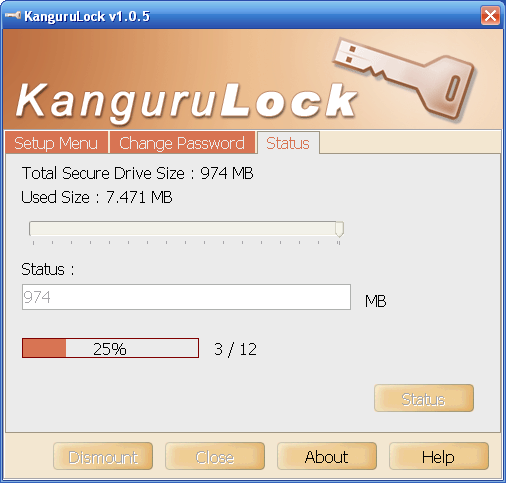 KanguruLock v1.0.5
KanguruLock
Setup Menu Change Password Status
Total Secure Drive Size : 974 MB
Used Size : 7.471 MB
Status :
974 MB
25% 3 / 12
Status
Dismount Close About Help